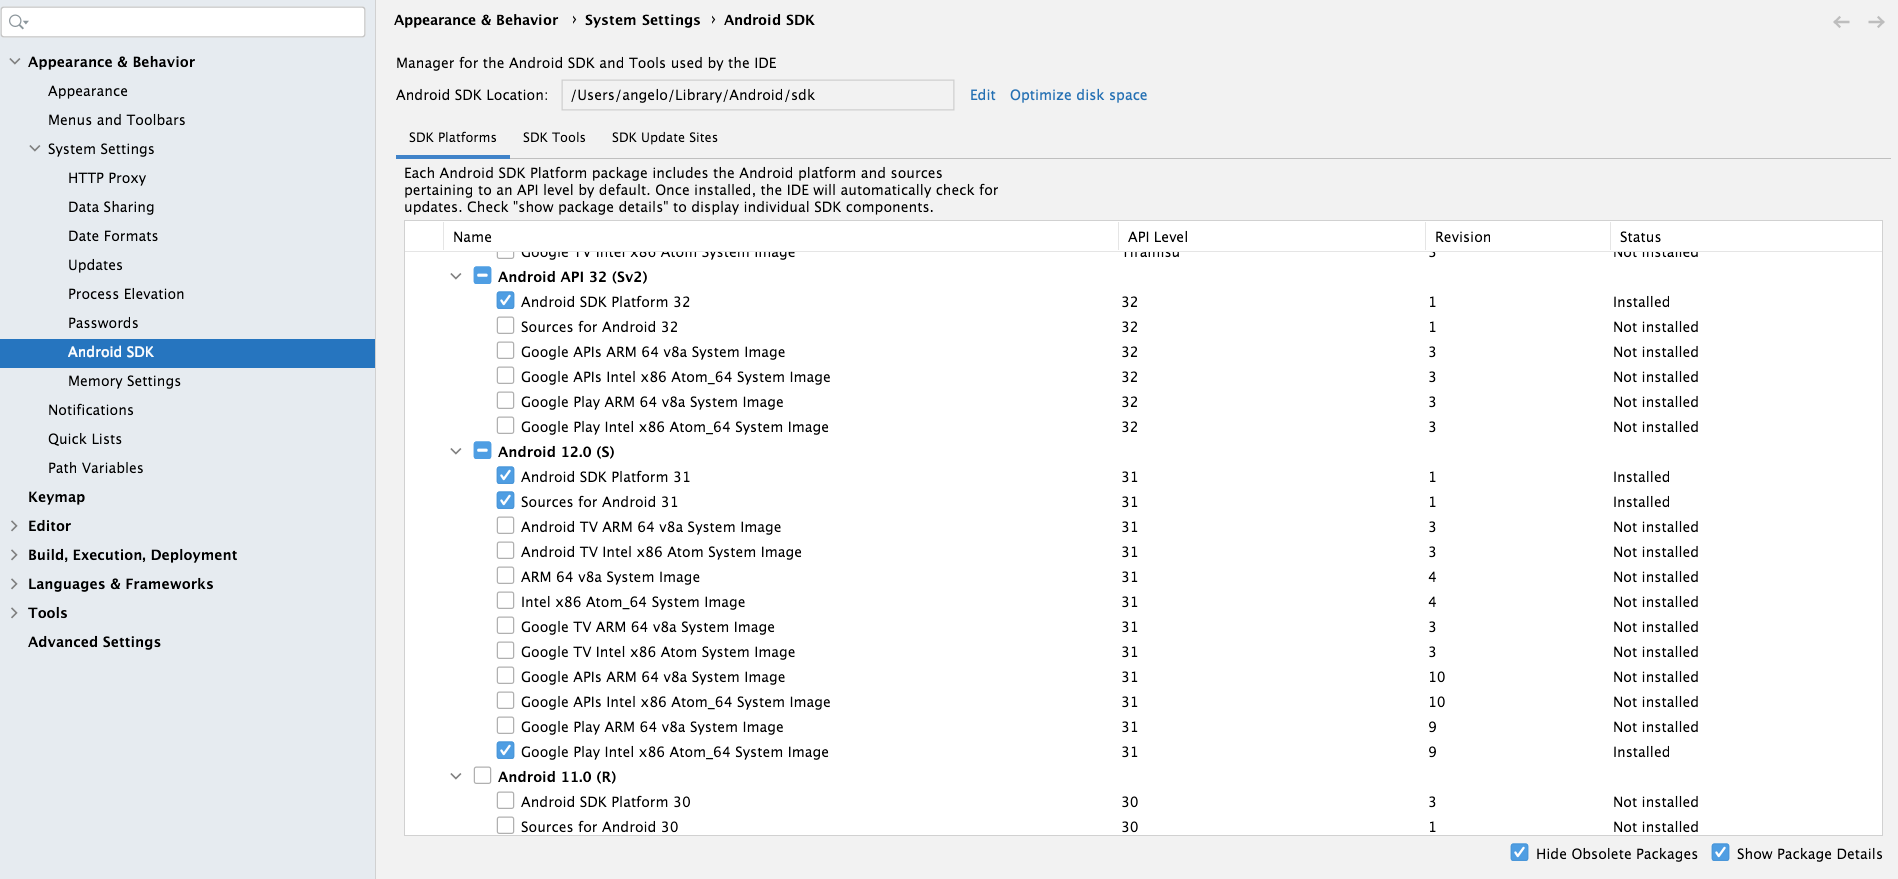 Appearance & Behavior
Appearance
Menus and Toolbars
System Settings
HTTP Proxy
Data Sharing
Date Formats
Updates
Process Elevation
Passwords
Android SDK
Memory Settings
Notifications
Quick Lists
Path Variables
Keymap
Editor
Build, Execution, Deployment
Languages & Frameworks
Tools
Advanced Settings
Appearance & Behavior › System Settings › Android SDK
Manager for the Android SDK and Tools used by the IDE
Android SDK Location: /Users/angelo/Library/Android/sdk Edit Optimize disk space
SDK Platforms SDK Tools SDK Update Sites
Each Android SDK Platform package includes the Android platform and sources
pertaining to an API level by default. Once installed, the IDE will automatically check for
updates. Check "show package details" to display individual SDK components.
Name API Level Revision Status
Google TV Intel x86 Atom System Image Tiramisu 3 Not installed
Android API 32 (Sv2)
Android SDK Platform 32 32 1 Installed
Sources for Android 32 32 1 Not installed
Google APIs ARM 64 v8a System Image 32 3 Not installed
Google APIs Intel x86 Atom_64 System Image 32 3 Not installed
Google Play ARM 64 v8a System Image 32 3 Not installed
Google Play Intel x86 Atom_64 System Image 32 3 Not installed
Android 12.0 (S)
Android SDK Platform 31 31 1 Installed
Sources for Android 31 31 1 Installed
Android TV ARM 64 v8a System Image 31 3 Not installed
Android TV Intel x86 Atom System Image 31 3 Not installed
ARM 64 v8a System Image 31 4 Not installed
Intel x86 Atom_64 System Image 31 4 Not installed
Google TV ARM 64 v8a System Image 31 3 Not installed
Google TV Intel x86 Atom System Image 31 3 Not installed
Google APIs ARM 64 v8a System Image 31 10 Not installed
Google APIs Intel x86 Atom_64 System Image 31 10 Not installed
Google Play ARM 64 v8a System Image 31 9 Not installed
Google Play Intel x86 Atom_64 System Image 31 9 Installed
Android 11.0 (R)
Android SDK Platform 30 30 3 Not installed
Sources for Android 30 30 1 Not installed
Hide Obsolete Packages Show Package Details